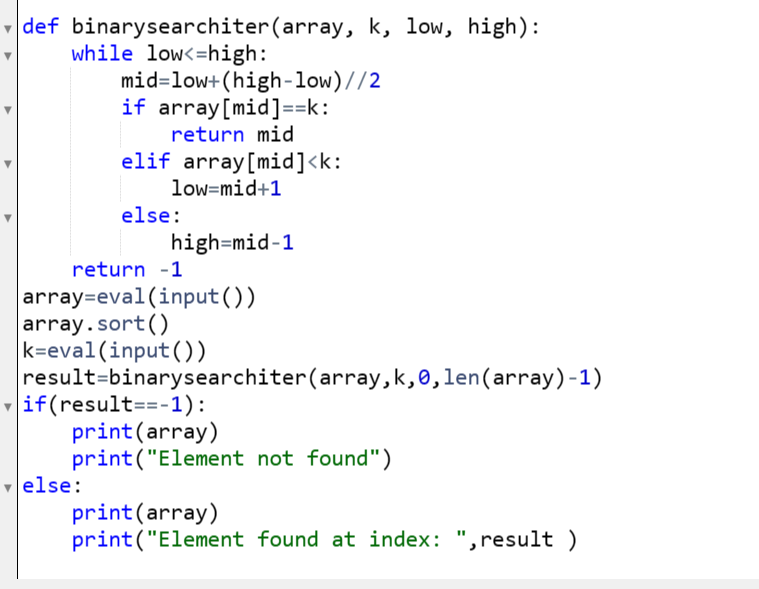 def binarysearchiter(array, k, low, high):
    while low<=high:
        mid=low+(high-low)//2
        if array[mid]==k:
            return mid
        elif array[mid]<k:
            low=mid+1
        else:
            high=mid-1
    return -1
array=eval(input())
array.sort()
k=eval(input())
result=binarysearchiter(array,k,0,len(array)-1)
if(result==-1):
    print(array)
    print("Element not found")
else:
    print(array)
    print("Element found at index: ",result )